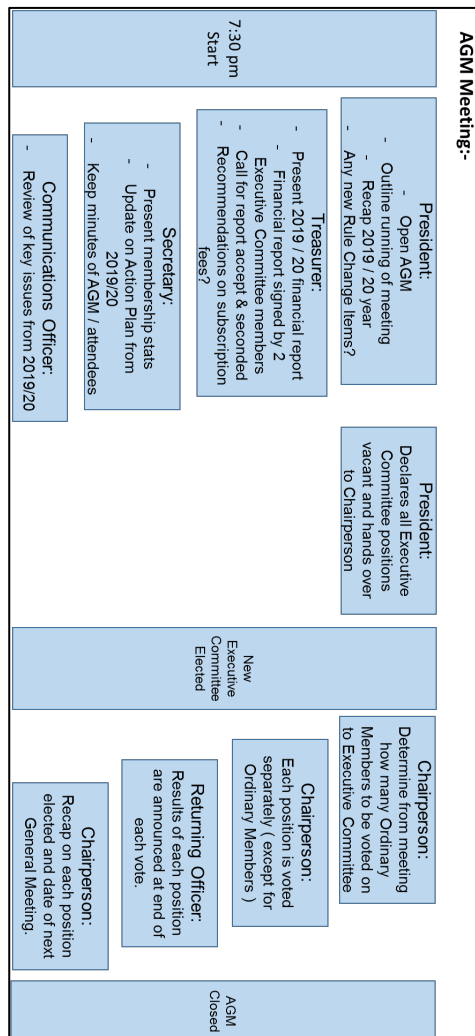 AGM Meeting:-
7:30 pm
Start
President:
- Open AGM
- Outline running of meeting
- Recap 2019 / 20 year
- Any new Rule Change Items?
Treasurer:
- Present 2019 / 20 financial report
- Financial report signed by 2
Executive Committee members
- Call for report accept & seconded
- Recommendations on subscription
fees?
Secretary:
- Present membership stats
- Update on Action Plan from
2019/20
- Keep minutes of AGM / attendees
Communications Officer:
- Review of key issues from 2019/20
President:
Declares all Executive
Committee positions
vacant and hands over
to Chairperson
New
Executive
Committee
Elected
Chairperson:
Determine from meeting
how many Ordinary
Members to be voted on
to Executive Committee
Chairperson:
Each position is voted
separately ( except for
Ordinary Members )
Returning Officer:
Results of each position
are announced at end of
each vote.
Chairperson:
Recap on each position
elected and date of next
General Meeting.
AGM
Closed